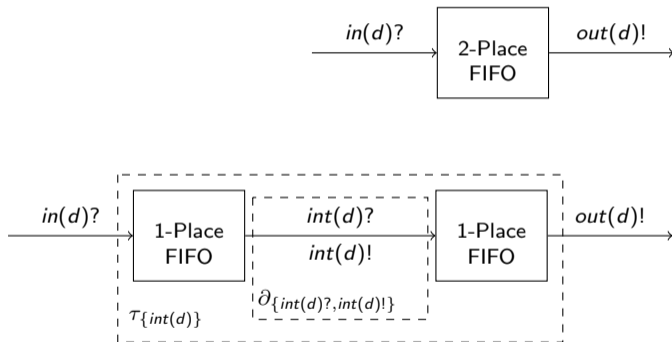 in(d)?
2-Place
FIFO
out(d)!
in(d)?
1-Place
FIFO
int(d)?
int(d)!
∂{int(d)?,int(d)!}
1-Place
FIFO
out(d)!
τ{int(d)}